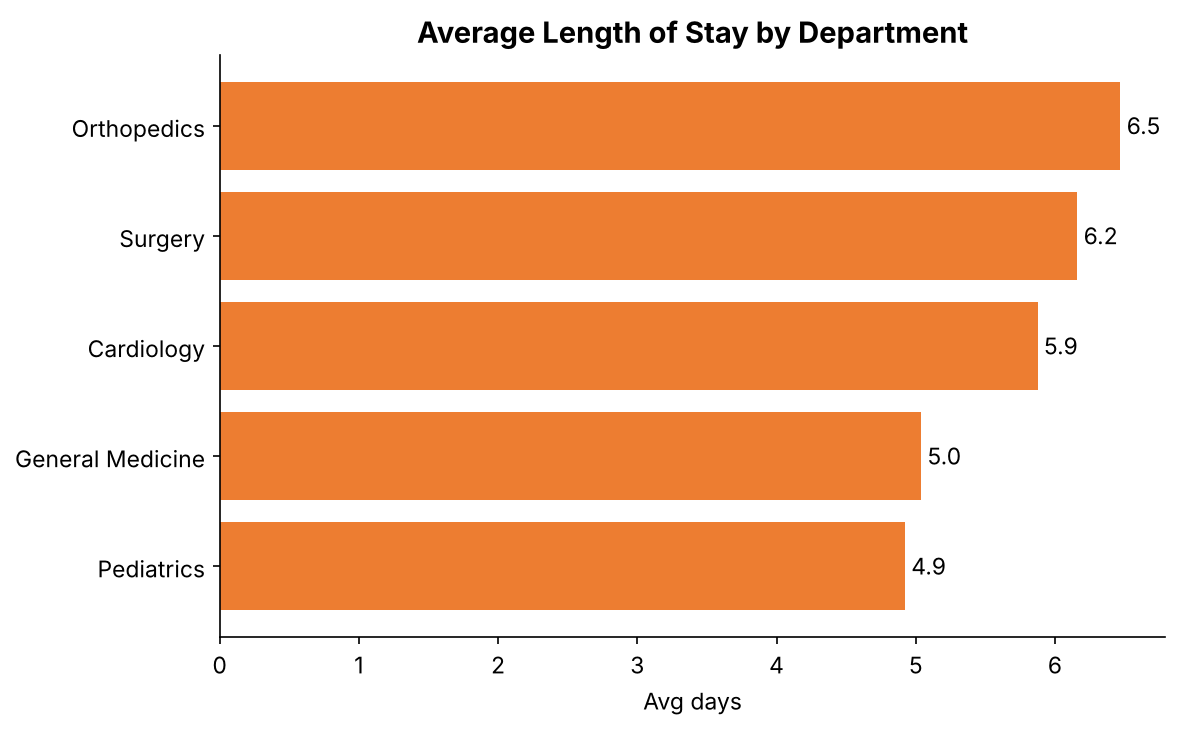 Average Length of Stay by Department
Orthopedics 6.5
Surgery 6.2
Cardiology 5.9
General Medicine 5.0
Pediatrics 4.9
0 1 2 3 4 5 6
Avg days